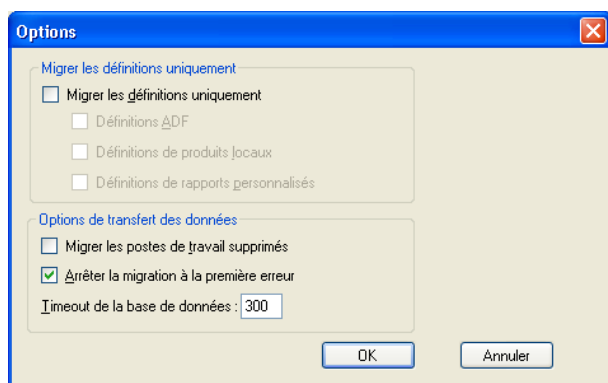 Options
Migrer les définitions uniquement
Migrer les définitions uniquement
Définitions ADF
Définitions de produits locaux
Définitions de rapports personnalisés
Options de transfert des données
Migrer les postes de travail supprimés
Arrêter la migration à la première erreur
Timeout de la base de données : 300
OK Annuler